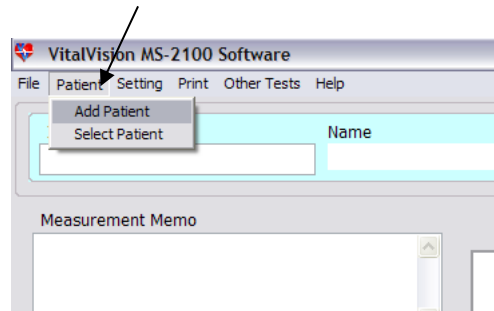 VitalVision MS-2100 Software
File Patient Setting Print Other Tests Help
Add Patient
Select Patient
Name
Measurement Memo